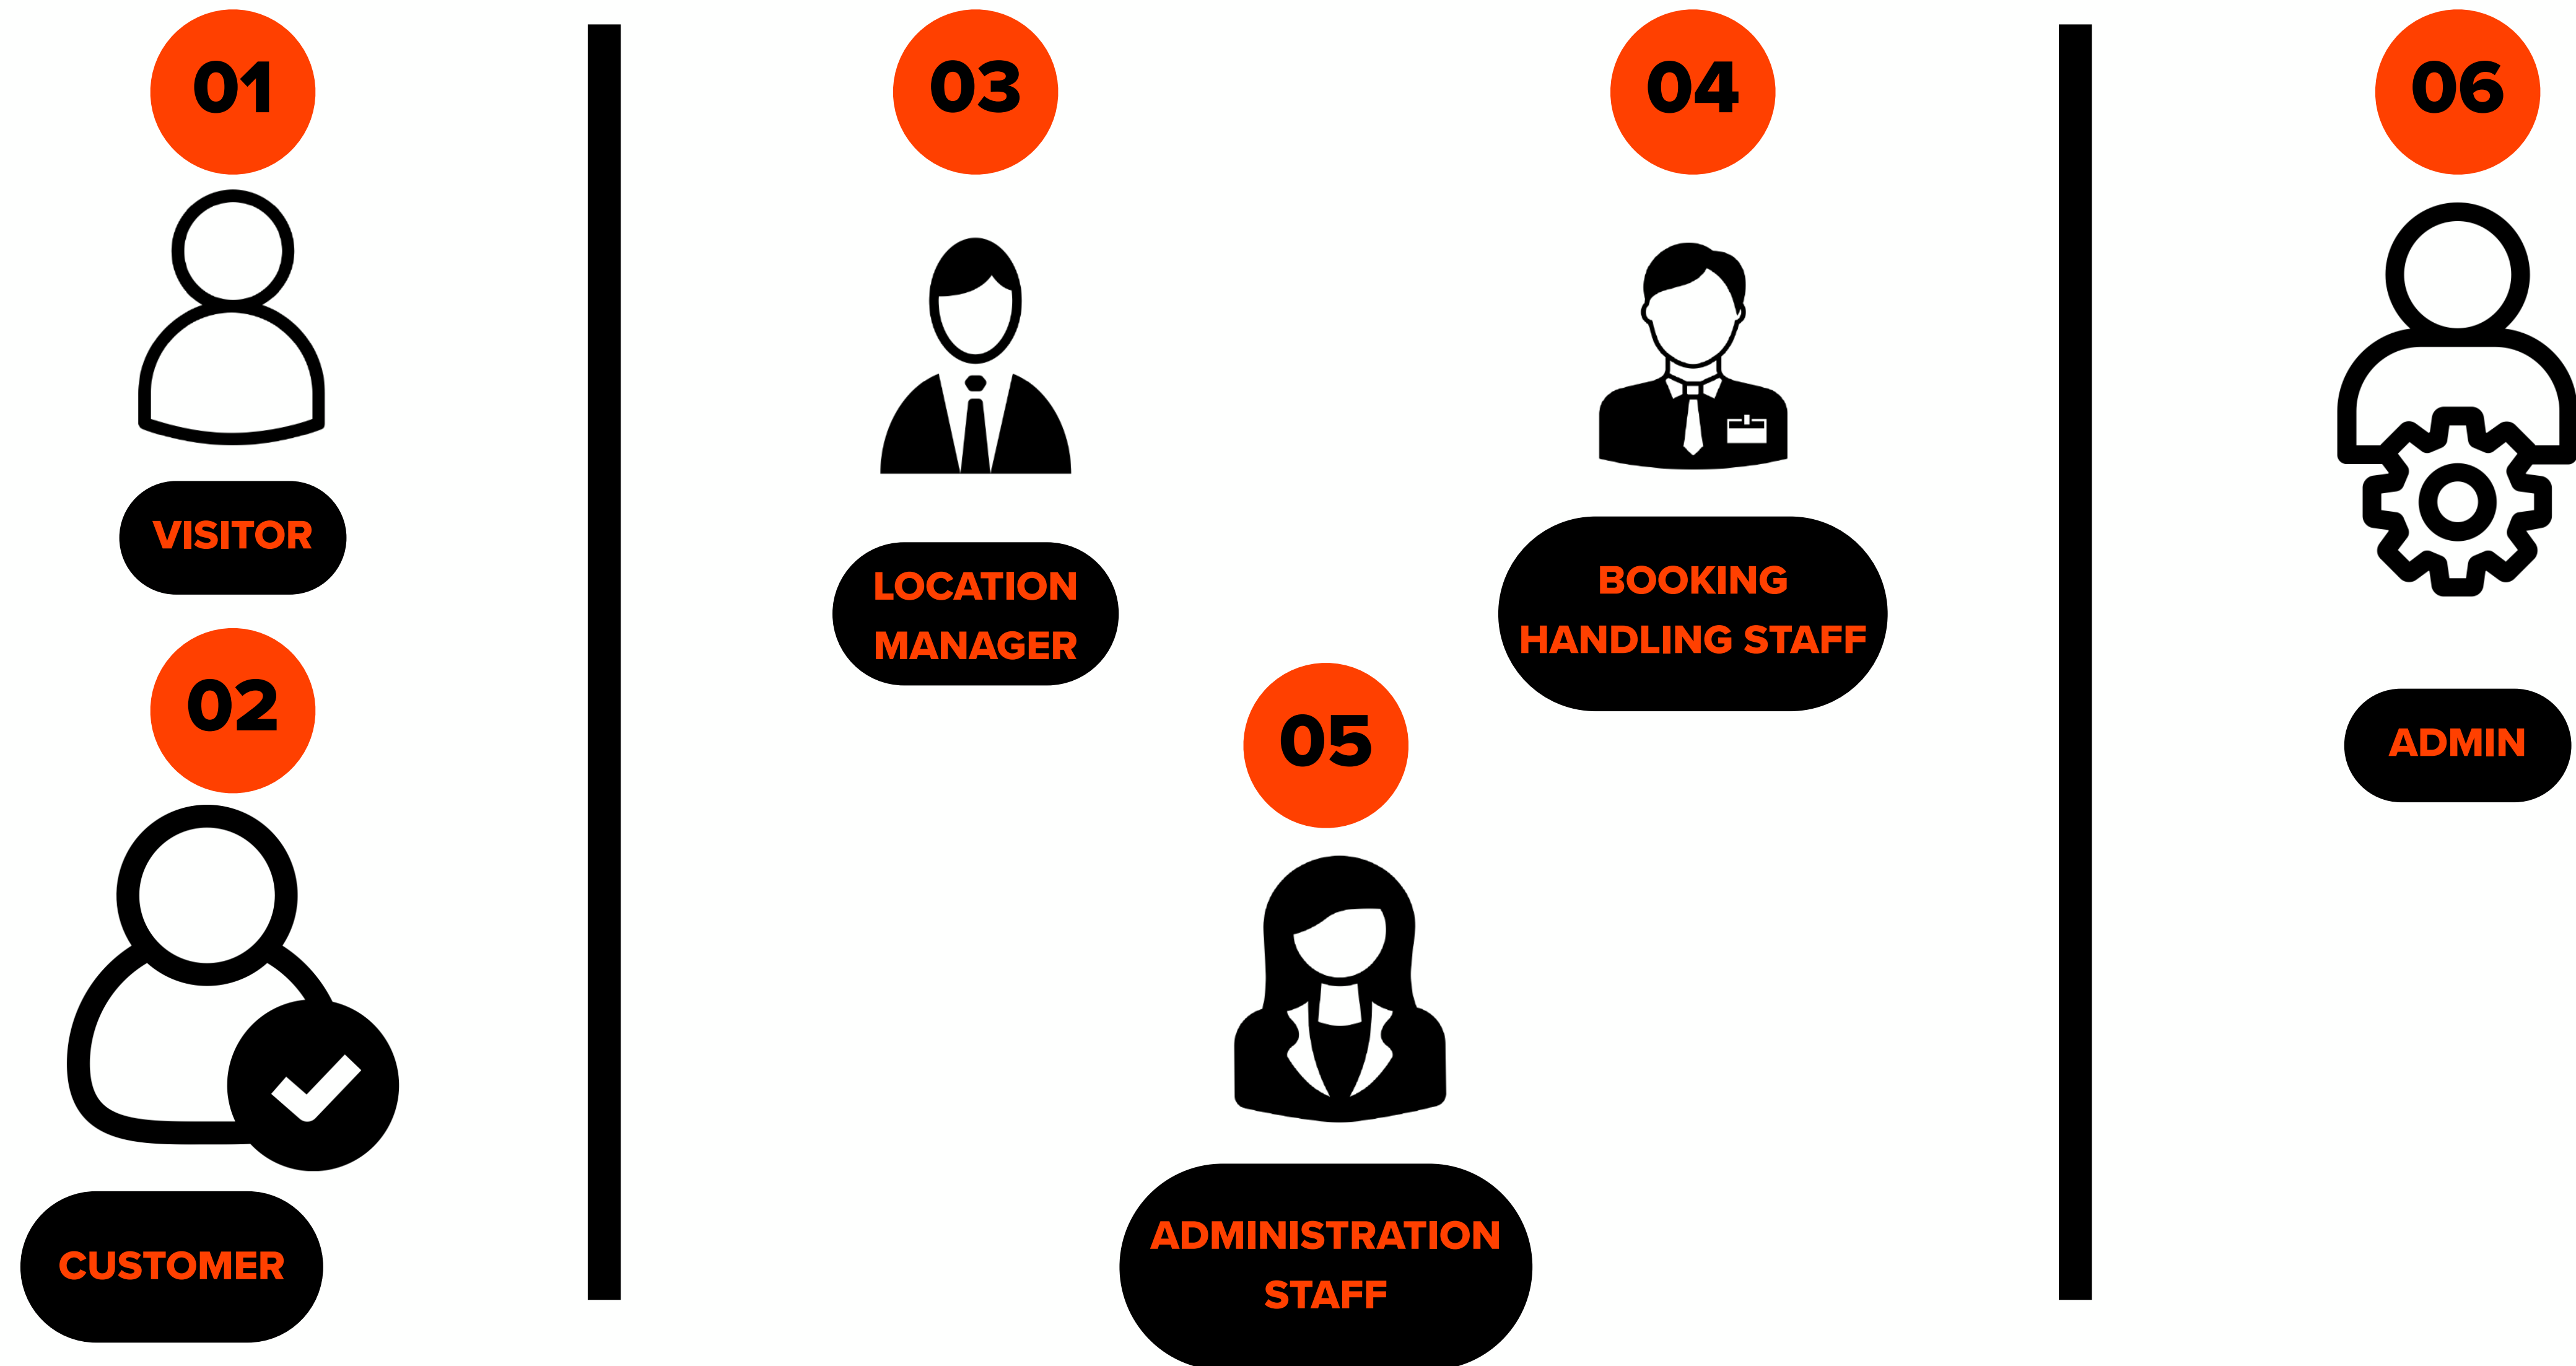 01
VISITOR
02
CUSTOMER
03
LOCATION
MANAGER
04
BOOKING
HANDLING STAFF
05
ADMINISTRATION
STAFF
06
ADMIN